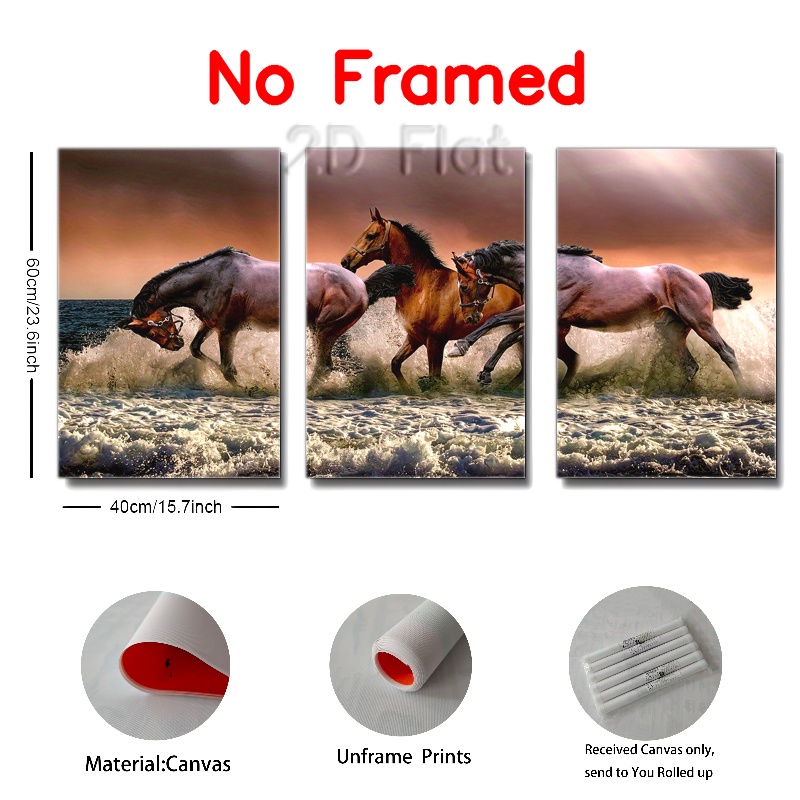 No Framed
2D Flat
60cm/23.6inch
40cm/15.7inch
Material:Canvas
Unframe Prints
Received Canvas only,
send to You Rolled up